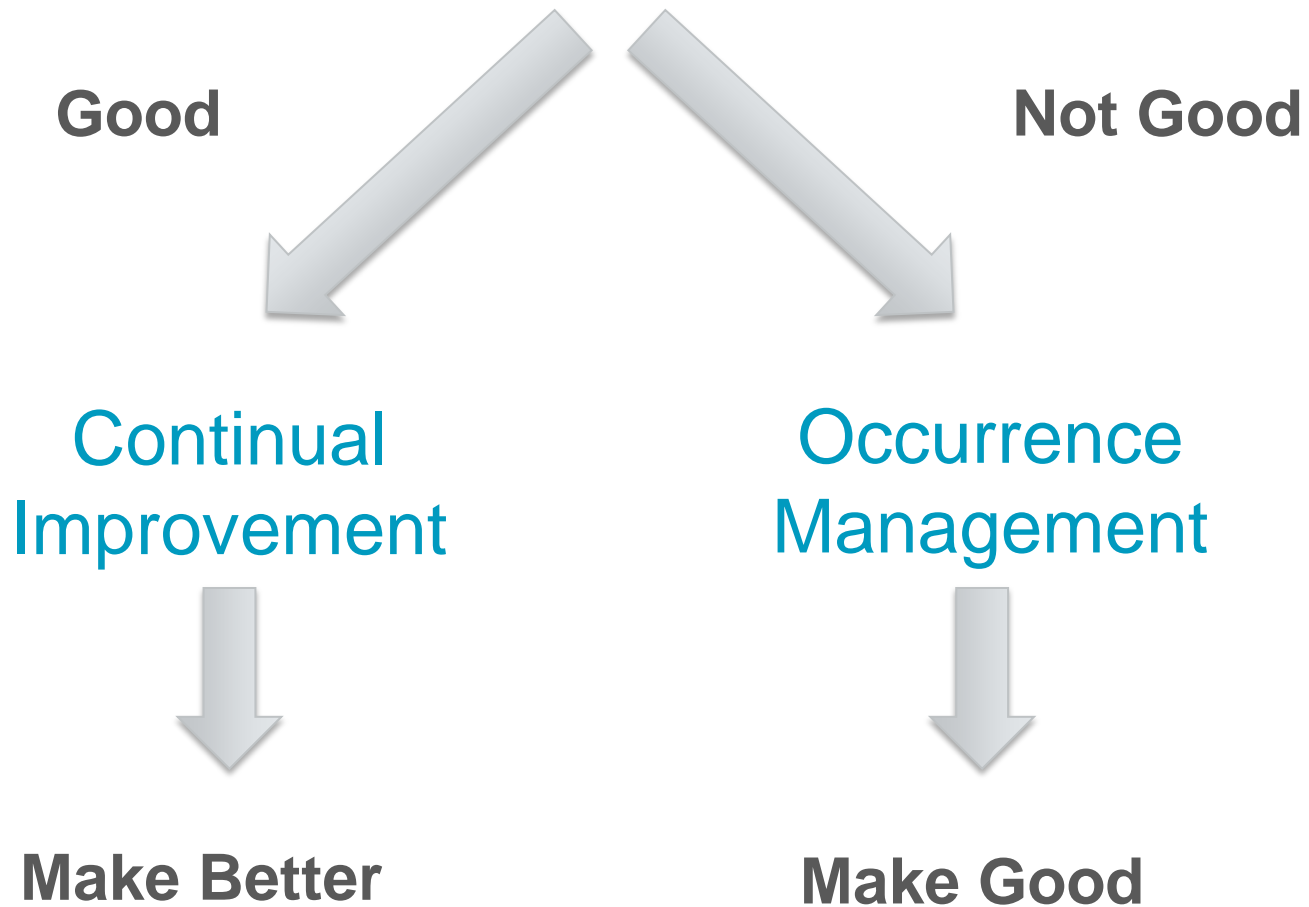 Good
Not Good
Continual
Improvement
Occurrence
Management
Make Better
Make Good